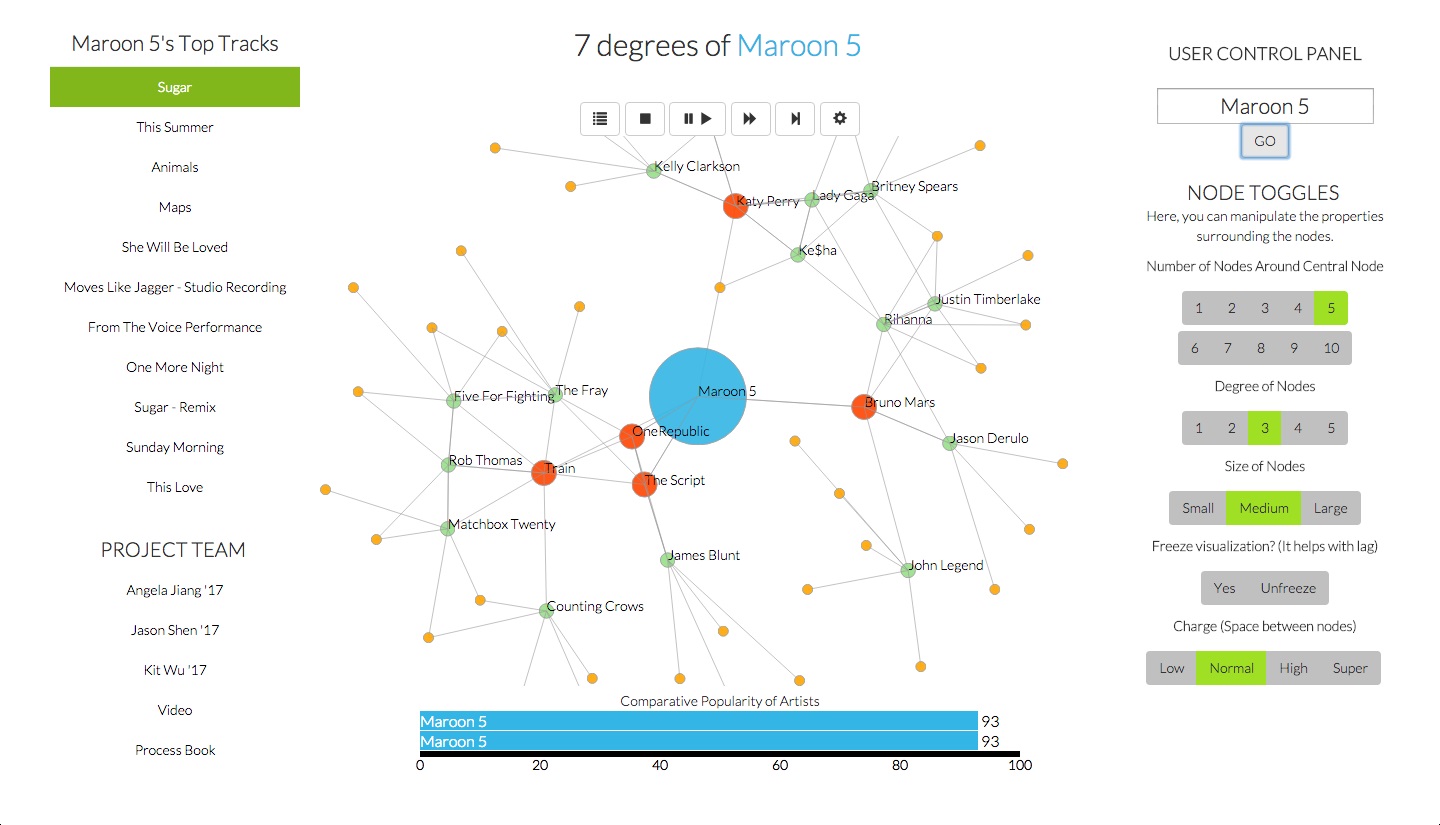 Maroon 5's Top Tracks
Sugar
This Summer
Animals
Maps
She Will Be Loved
Moves Like Jagger - Studio Recording
From The Voice Performance
One More Night
Sugar - Remix
Sunday Morning
This Love
PROJECT TEAM
Angela Jiang '17
Jason Shen '17
Kit Wu '17
Video
Process Book
7 degrees of Maroon 5
Kelly Clarkson
Katy Perry
Lady Gaga
Britney Spears
Ke$ha
Justin Timberlake
Rihanna
Maroon 5
Five For Fighting
The Fray
Bruno Mars
OneRepublic
Jason Derulo
Rob Thomas
Train
The Script
Matchbox Twenty
James Blunt
John Legend
Counting Crows
Comparative Popularity of Artists
Maroon 5 93
Maroon 5 93
0 20 40 60 80 100
USER CONTROL PANEL
Maroon 5
GO
NODE TOGGLES
Here, you can manipulate the properties
surrounding the nodes.
Number of Nodes Around Central Node
1 2 3 4 5
6 7 8 9 10
Degree of Nodes
1 2 3 4 5
Size of Nodes
Small Medium Large
Freeze visualization? (It helps with lag)
Yes Unfreeze
Charge (Space between nodes)
Low Normal High Super